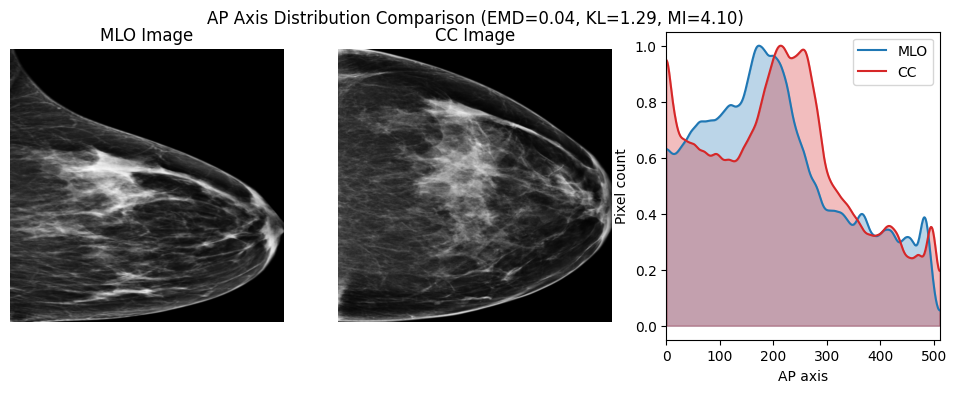 AP Axis Distribution Comparison (EMD=0.04, KL=1.29, MI=4.10)
MLO Image
CC Image
MLO
CC
1.0
0.8
0.6
0.4
0.2
0.0
Pixel count
0
100
200
300
400
500
AP axis